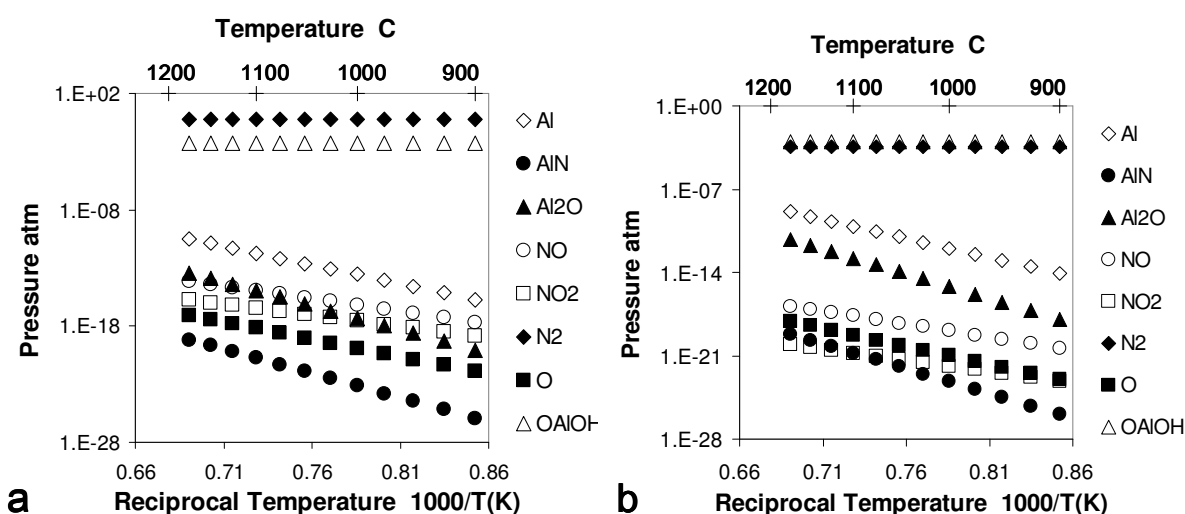 Temperature C
1200 1100 1000 900
1.E+02
1.E-08
1.E-18
1.E-28
Pressure atm
0.66 0.71 0.76 0.81 0.86
Reciprocal Temperature 1000/T(K)
Al
AlN
Al2O
NO
NO2
N2
O
OAlOH
a
Temperature C
1200 1100 1000 900
1.E+00
1.E-07
1.E-14
1.E-21
1.E-28
Pressure atm
0.66 0.71 0.76 0.81 0.86
Reciprocal Temperature 1000/T(K)
Al
AlN
Al2O
NO
NO2
N2
O
OAlOH
b